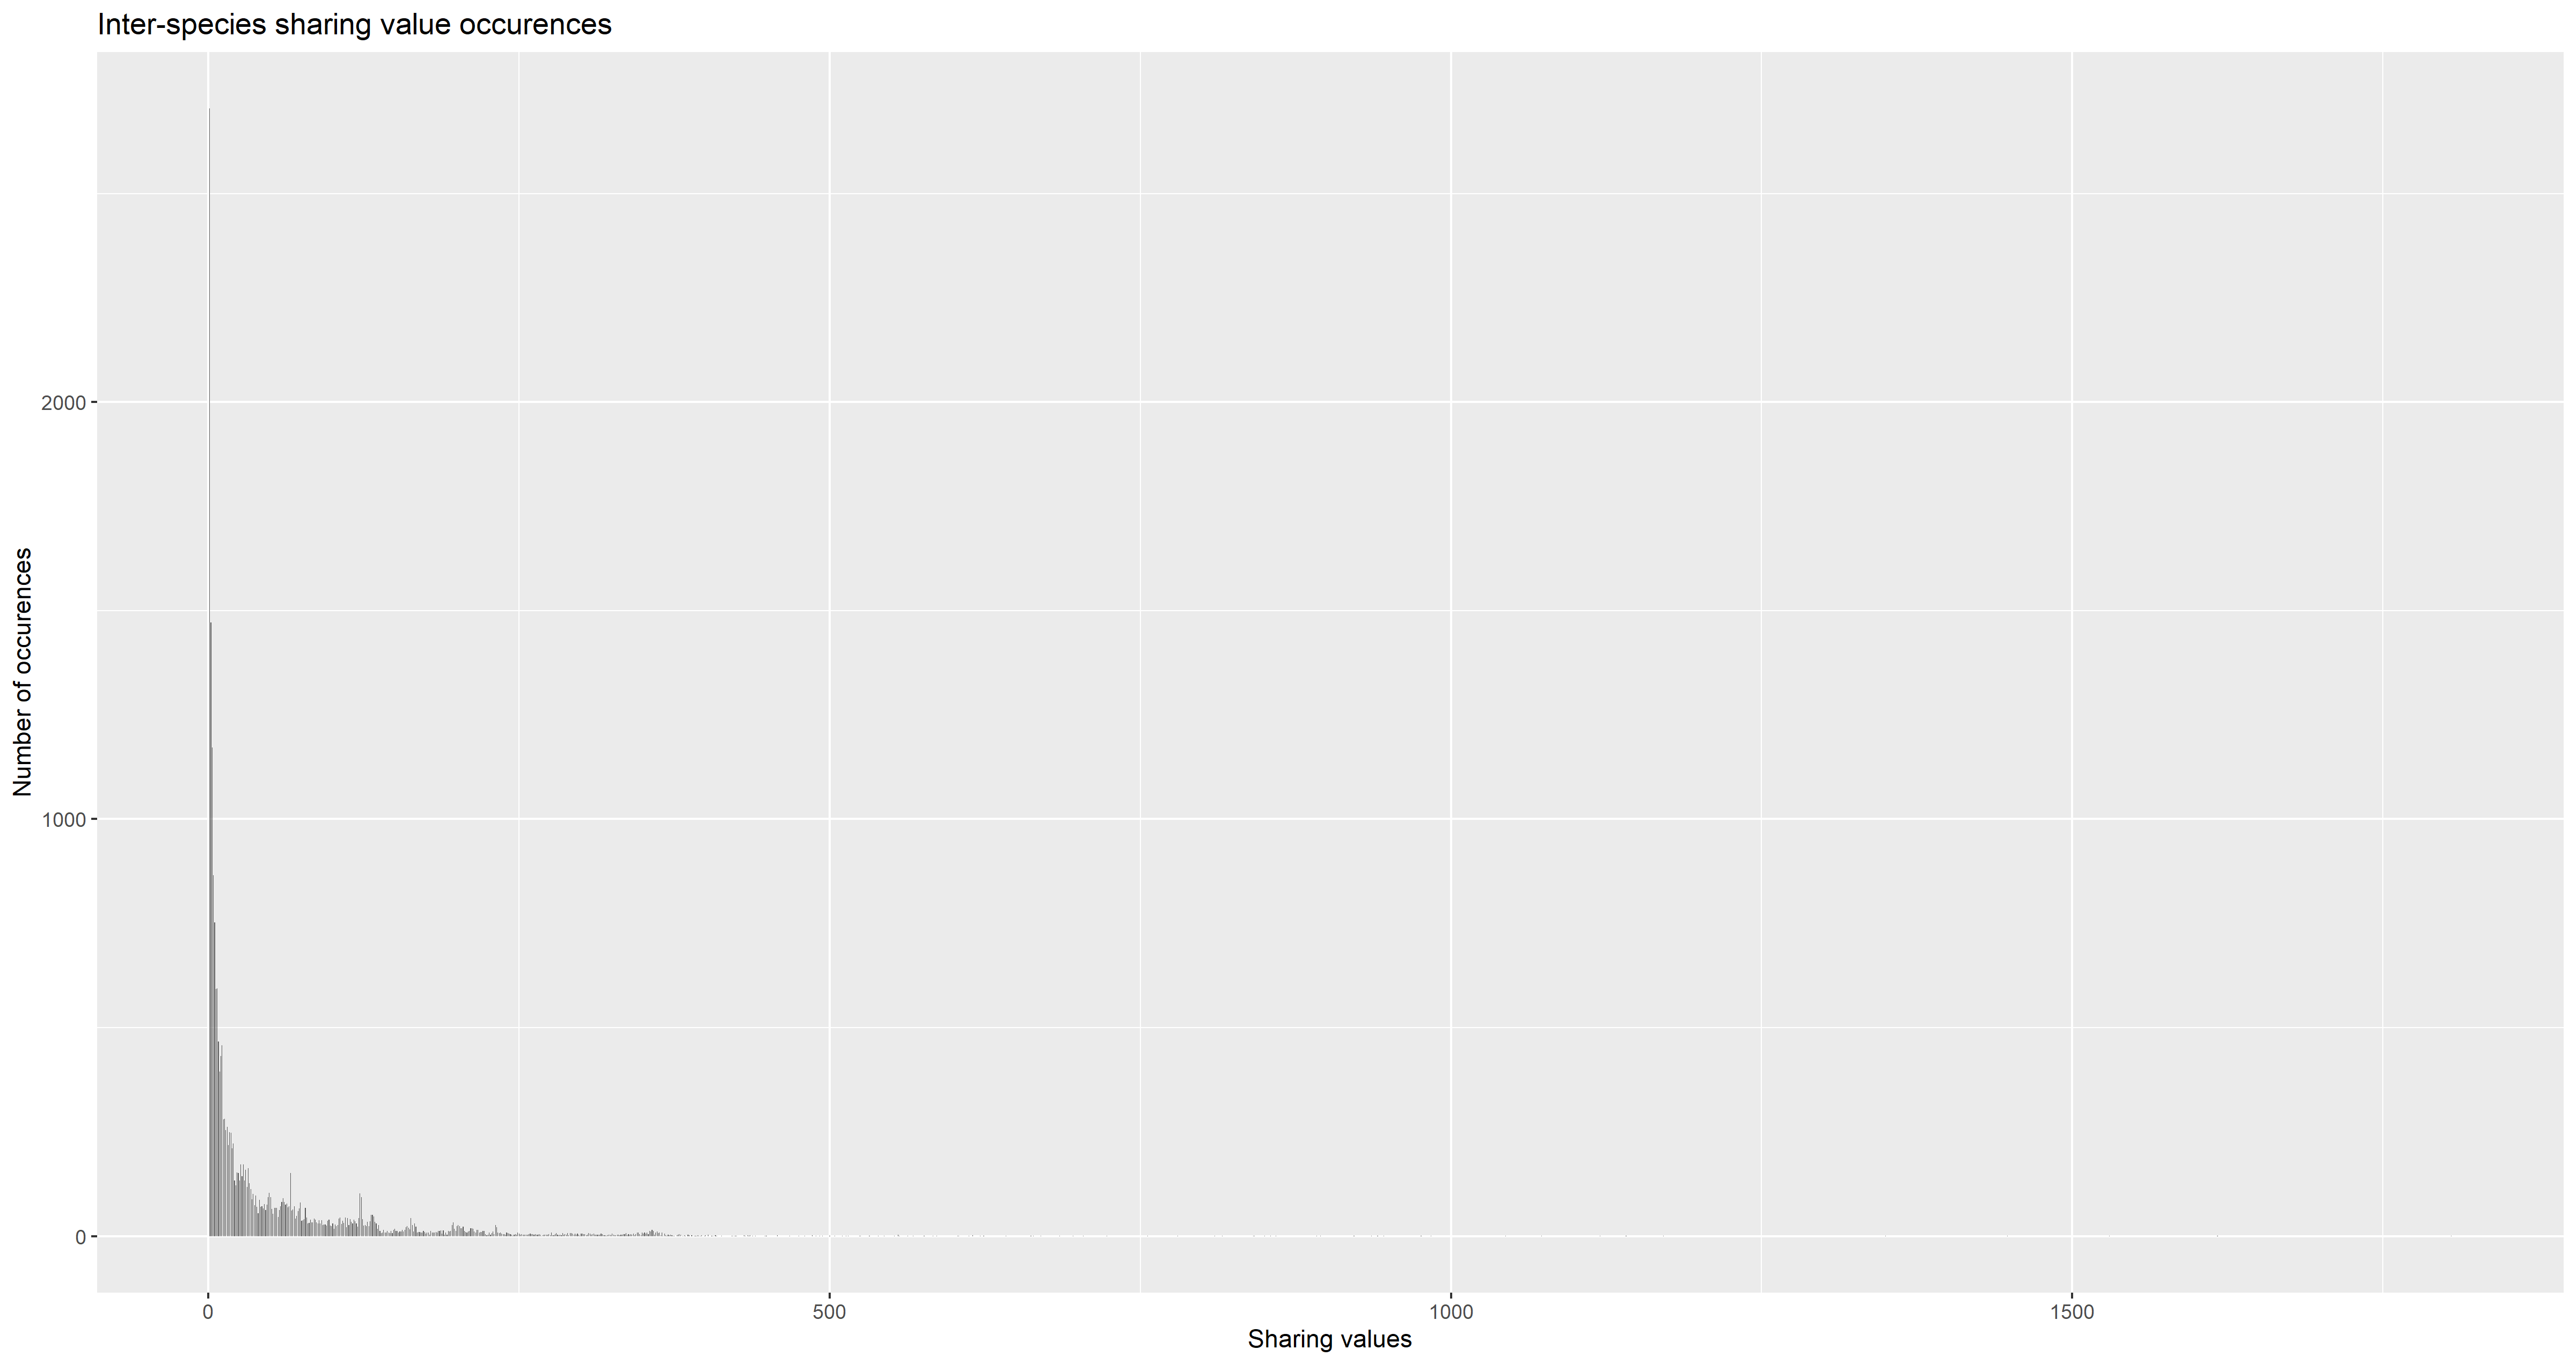 Inter-species sharing value occurences
Number of occurences
2000
1000
0
0
500
1000
1500
Sharing values